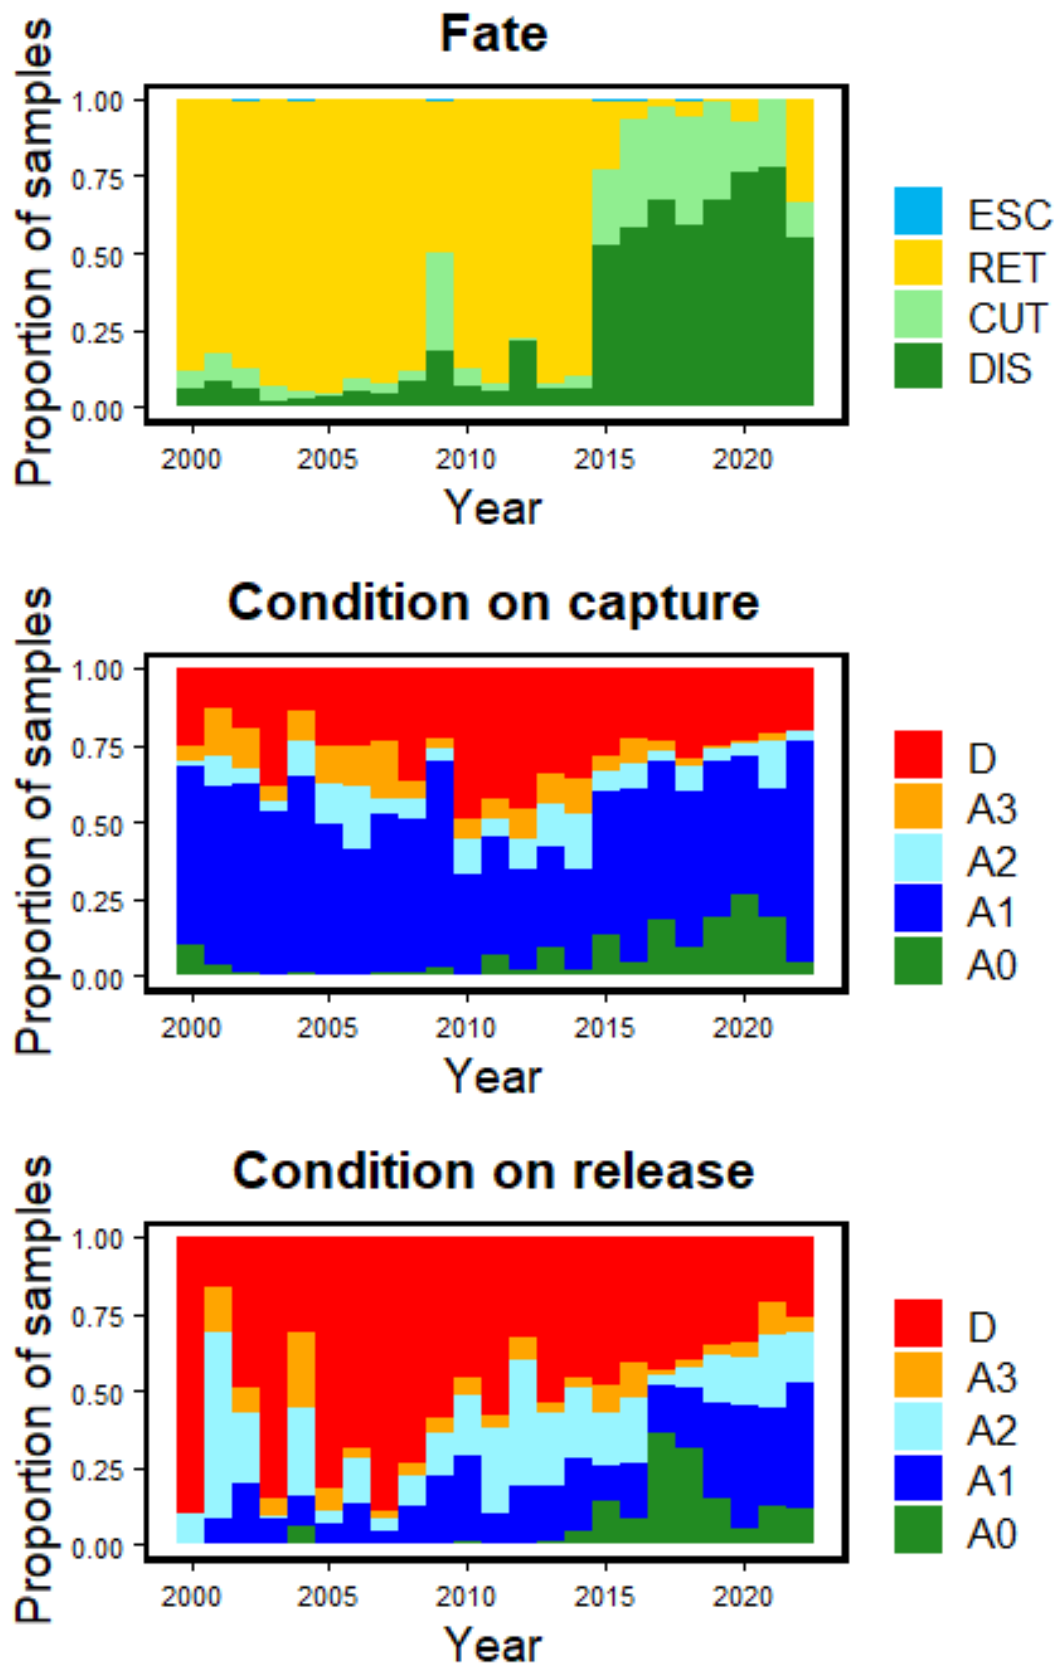 Fate
Proportion of samples
1.00
0.75
0.50
0.25
0.00
2000 2005 2010 2015 2020
Year
ESC
RET
CUT
DIS
Condition on capture
Proportion of samples
1.00
0.75
0.50
0.25
0.00
2000 2005 2010 2015 2020
Year
D
A3
A2
A1
A0
Condition on release
Proportion of samples
1.00
0.75
0.50
0.25
0.00
2000 2005 2010 2015 2020
Year
D
A3
A2
A1
A0